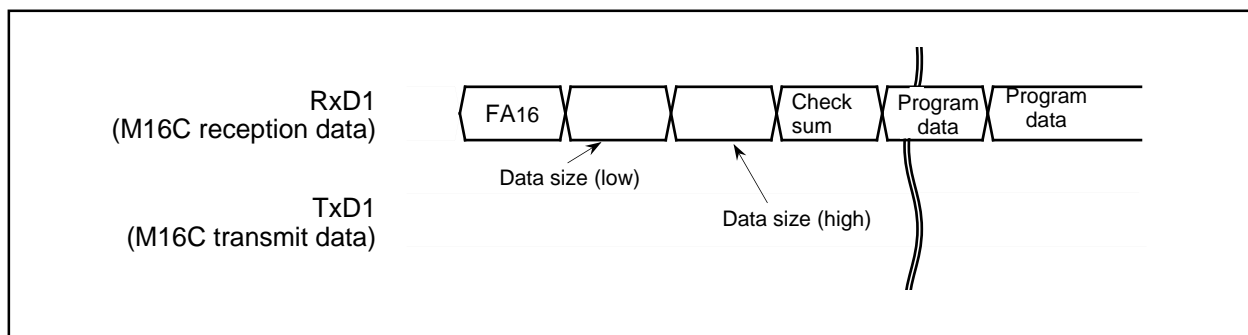 RxD1
(M16C reception data)
FA16
Check
sum
Program
data
Program
data
Data size (low)
Data size (high)
TxD1
(M16C transmit data)